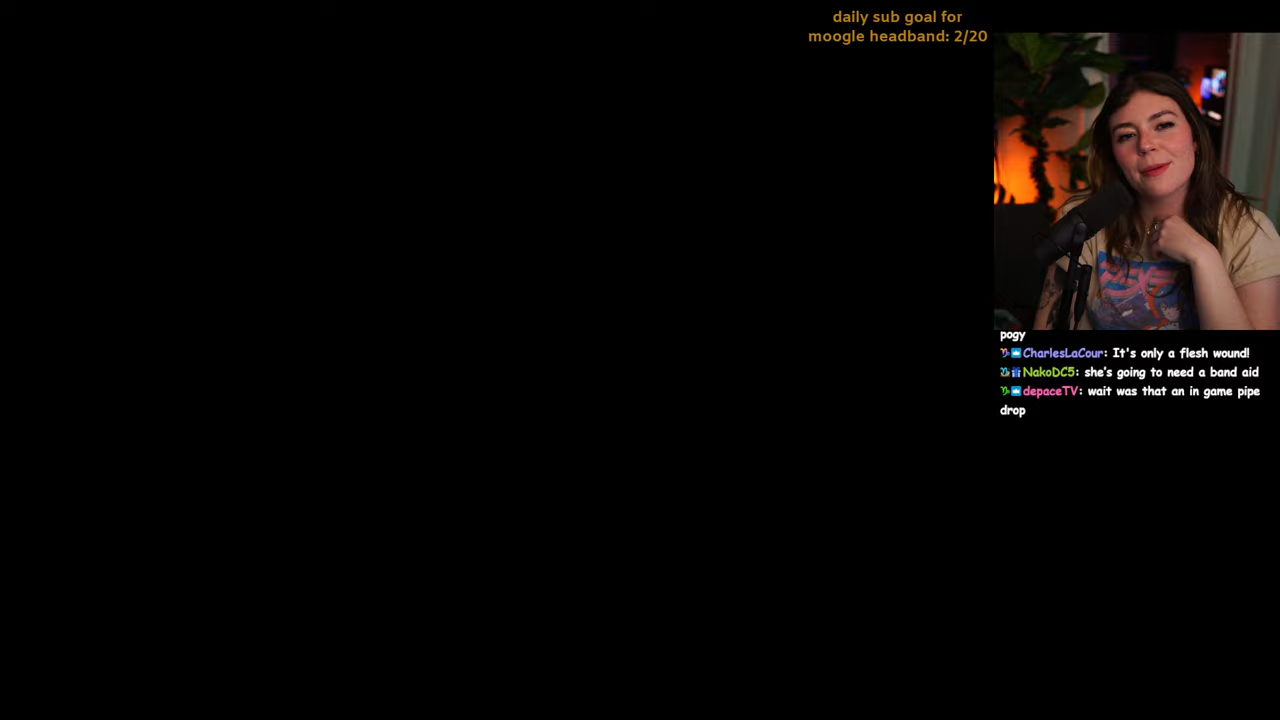 daily sub goal for
moogle headband: 2/20
pogy
CharlesLaCour: It's only a flesh wound!
NakoDC5: she's going to need a band aid
depaceTV: wait was that an in game pipe
drop